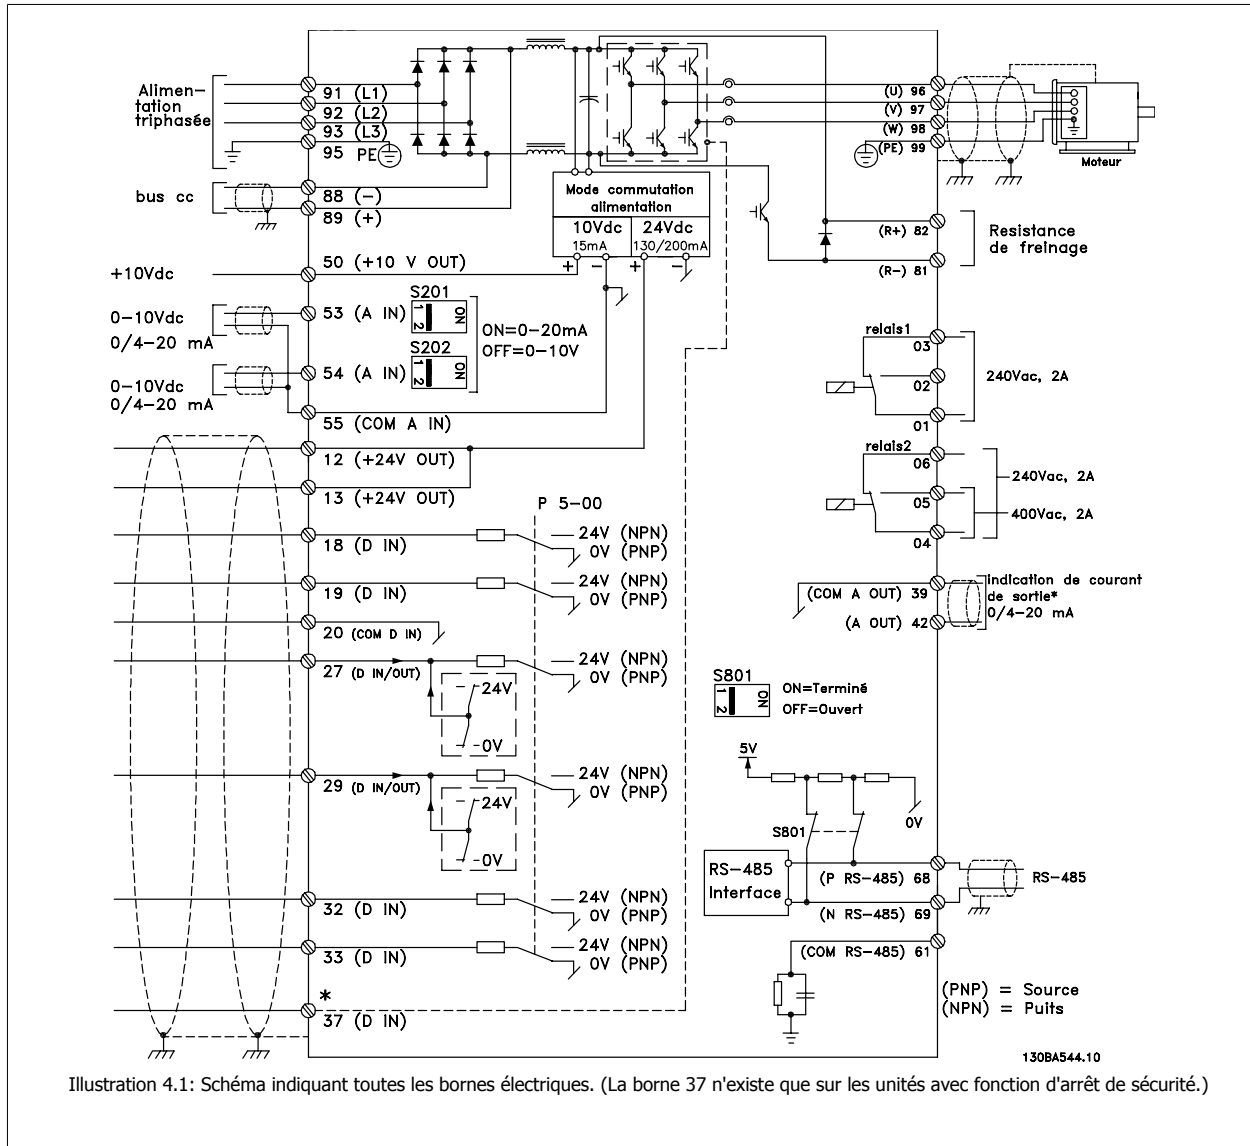 Alimen-
tation
triphasée
91 (L1)
92 (L2)
93 (L3)
95 PE
bus cc
88 (-)
89 (+)
+10Vdc
50 (+10 V OUT)
0-10Vdc
0/4-20 mA
53 (A IN)
S201
1 2 ON
ON=0-20mA
OFF=0-10V
S202
1 2 ON
0-10Vdc
0/4-20 mA
54 (A IN)
55 (COM A IN)
12 (+24V OUT)
13 (+24V OUT)
P 5-00
18 (D IN)
24V (NPN)
0V (PNP)
19 (D IN)
24V (NPN)
0V (PNP)
20 (COM D IN)
27 (D IN/OUT)
24V (NPN)
0V (PNP)
24V
0V
29 (D IN/OUT)
24V (NPN)
0V (PNP)
24V
0V
32 (D IN)
24V (NPN)
0V (PNP)
33 (D IN)
24V (NPN)
0V (PNP)
*
37 (D IN)
Mode commutation
alimentation
10Vdc
15mA
24Vdc
130/200mA
+ - + -
(U) 96
(V) 97
(W) 98
(PE) 99
Moteur
(R+) 82
(R-) 81
Resistance
de freinage
relais1
03
02
01
240Vac, 2A
relais2
06
05
04
240Vac, 2A
400Vac, 2A
(COM A OUT) 39
(A OUT) 42
indication de courant
de sortie*
0/4-20 mA
S801
1 2 ON
ON=Terminé
OFF=Ouvert
5V
0V
S801
RS-485
Interface
(P RS-485) 68
(N RS-485) 69
RS-485
(COM RS-485) 61
(PNP) = Source
(NPN) = Puits
130BA544.10
Illustration 4.1: Schéma indiquant toutes les bornes électriques. (La borne 37 n'existe que sur les unités avec fonction d'arrêt de sécurité.)